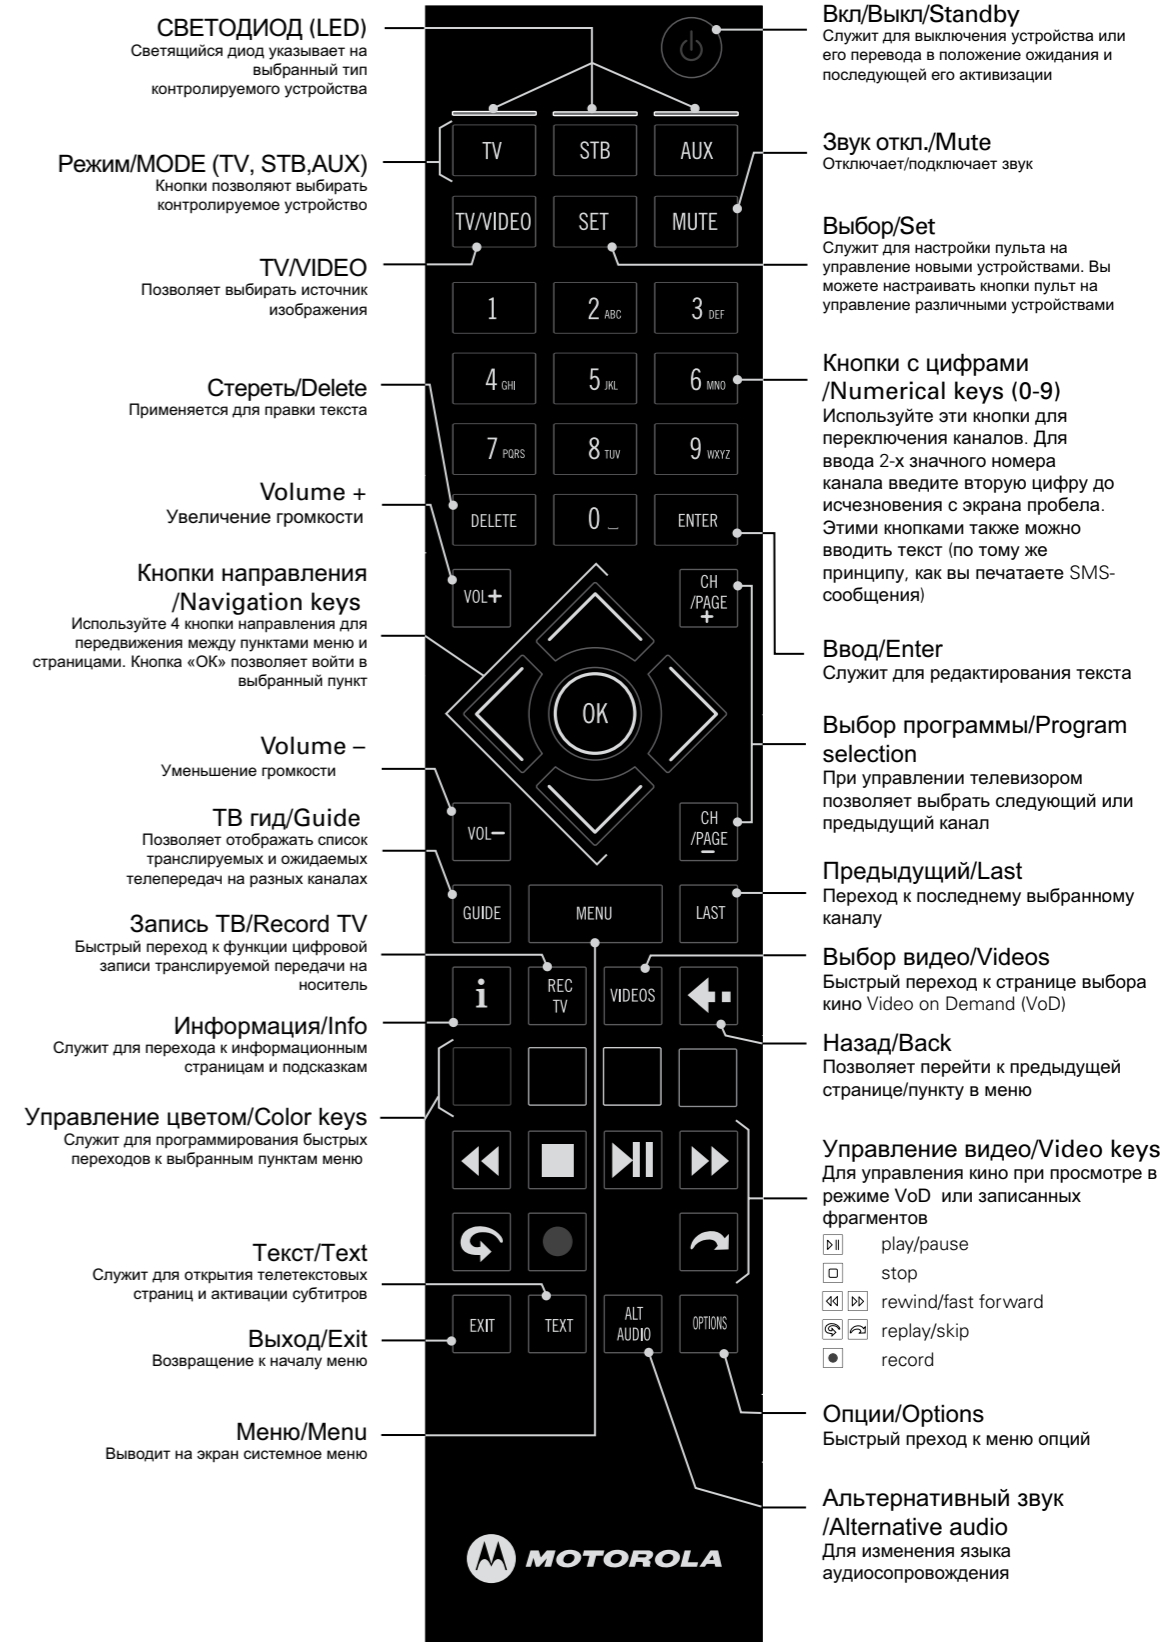 СВЕТОДИОД (LED)
Светящийся диод указывает на
выбранный тип
контролируемого устройства
Режим/MODE (TV, STB,AUX)
Кнопки позволяют выбирать
контролируемое устройство
TV/VIDEO
Позволяет выбирать источник
изображения
Стереть/Delete
Применяется для правки текста
Volume +
Увеличение громкости
Кнопки направления
/Navigation keys
Используйте 4 кнопки направления для
передвижения между пунктами меню и
страницами. Кнопка «ОК» позволяет войти в
выбранный пункт
Volume –
Уменьшение громкости
ТВ гид/Guide
Позволяет отображать список
транслируемых и ожидаемых
телепередач на разных каналах
Запись ТВ/Record TV
Быстрый переход к функции цифровой
записи транслируемой передачи на
носитель
Информация/Info
Служит для перехода к информационным
страницам и подсказкам
Управление цветом/Color keys
Служит для программирования быстрых
переходов к выбранным пунктам меню
Текст/Text
Служит для открытия телетекстовых
страниц и активации субтитров
Выход/Exit
Возвращение к началу меню
Меню/Menu
Выводит на экран системное меню
TV STB AUX
TV/VIDEO SET MUTE
1 2 ABC 3 DEF
4 GHI 5 JKL 6 MNO
7 PQRS 8 TUV 9 WXYZ
DELETE 0 _ ENTER
VOL+ CH
/PAGE
+
OK
VOL− CH
/PAGE
−
GUIDE MENU LAST
i REC
TV VIDEOS
EXIT TEXT ALT
AUDIO OPTIONS
MOTOROLA
Вкл/Выкл/Standby
Служит для выключения устройства или
его перевода в положение ожидания и
последующей его активизации
Звук откл./Mute
Отключает/подключает звук
Выбор/Set
Служит для настройки пульта на
управление новыми устройствами. Вы
можете настраивать кнопки пульт на
управление различными устройствами
Кнопки с цифрами
/Numerical keys (0-9)
Используйте эти кнопки для
переключения каналов. Для
ввода 2-х значного номера
канала введите вторую цифру до
исчезновения с экрана пробела.
Этими кнопками также можно
вводить текст (по тому же
принципу, как вы печатаете SMS-
сообщения)
Ввод/Enter
Служит для редактирования текста
Выбор программы/Program
selection
При управлении телевизором
позволяет выбрать следующий или
предыдущий канал
Предыдущий/Last
Переход к последнему выбранному
каналу
Выбор видео/Videos
Быстрый переход к странице выбора
кино Video on Demand (VoD)
Назад/Back
Позволяет перейти к предыдущей
странице/пункту в меню
Управление видео/Video keys
Для управления кино при просмотре в
режиме VoD или записанных
фрагментов
play/pause
stop
rewind/fast forward
replay/skip
record
Опции/Options
Быстрый преход к меню опций
Альтернативный звук
/Alternative audio
Для изменения языка
аудиосопровождения